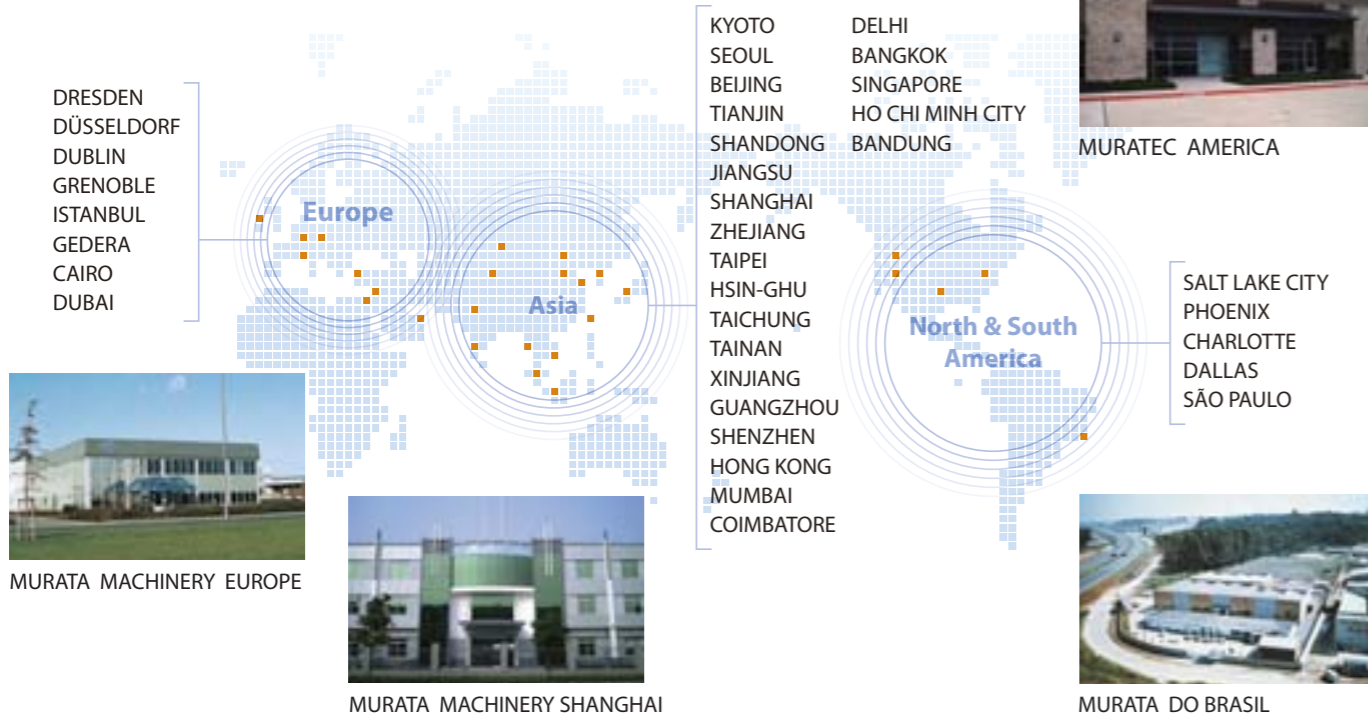 DRESDEN
DÜSSELDORF
DUBLIN
GRENOBLE
ISTANBUL
GEDERA
CAIRO
DUBAI
Europe
Asia
KYOTO
SEOUL
BEIJING
TIANJIN
SHANDONG
JIANGSU
SHANGHAI
ZHEJIANG
TAIPEI
HSIN-GHU
TAICHUNG
TAINAN
XINJIANG
GUANGZHOU
SHENZHEN
HONG KONG
MUMBAI
COIMBATORE
DELHI
BANGKOK
SINGAPORE
HO CHI MINH CITY
BANDUNG
North & South
America
SALT LAKE CITY
PHOENIX
CHARLOTTE
DALLAS
SÃO PAULO
MURATEC AMERICA
MURATA MACHINERY EUROPE
MURATA MACHINERY SHANGHAI
MURATA DO BRASIL